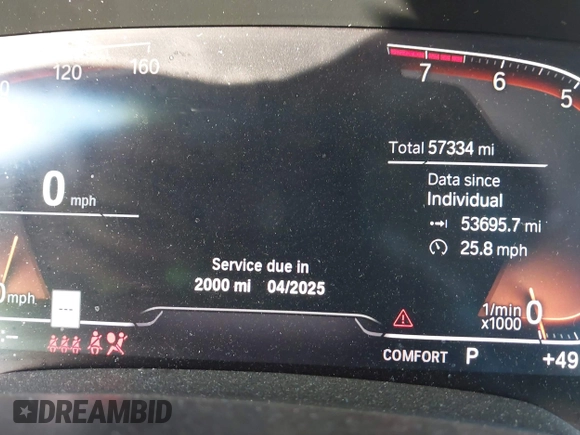 120 160
7 6 5
Total 57334 mi
Data since
Individual
53695.7 mi
25.8 mph
0 mph
Service due in
2000 mi 04/2025
mph
---
1/min
x1000
0
COMFORT P +49
DREAMBID